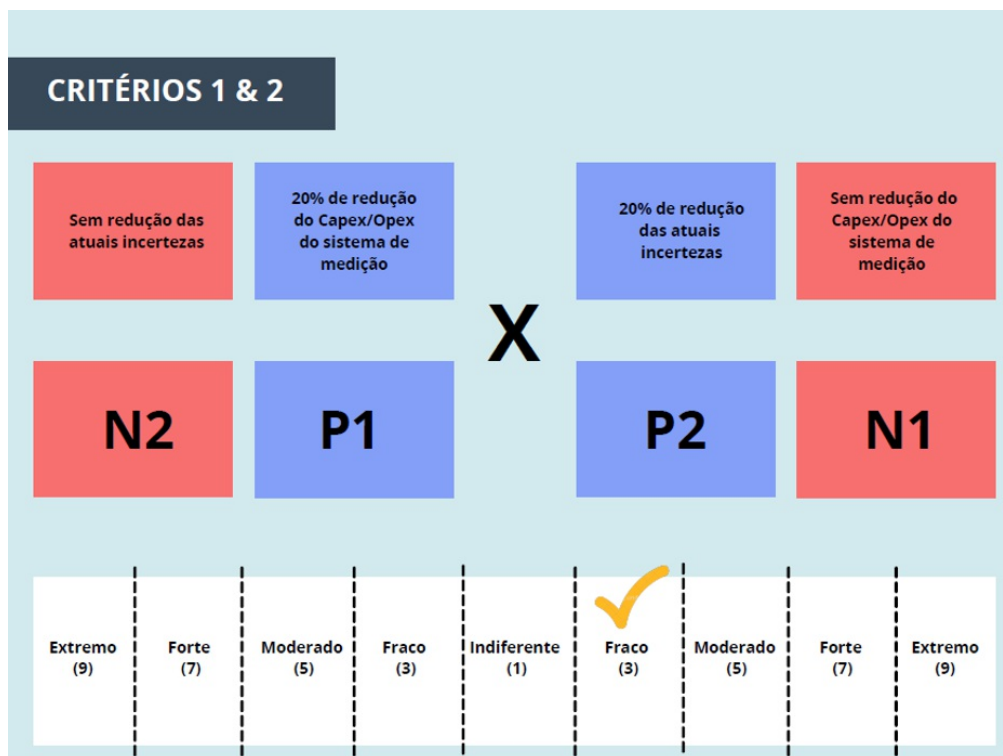 CRITÉRIOS 1 & 2
Sem redução das
atuais incertezas
20% de redução
do Capex/Opex
do sistema de
medição
20% de redução
das atuais
incertezas
Sem redução do
Capex/Opex do
sistema de
medição
X
N2
P1
P2
N1
Extremo
(9)
Forte
(7)
Moderado
(5)
Fraco
(3)
Indiferente
(1)
Fraco
(3)
Moderado
(5)
Forte
(7)
Extremo
(9)